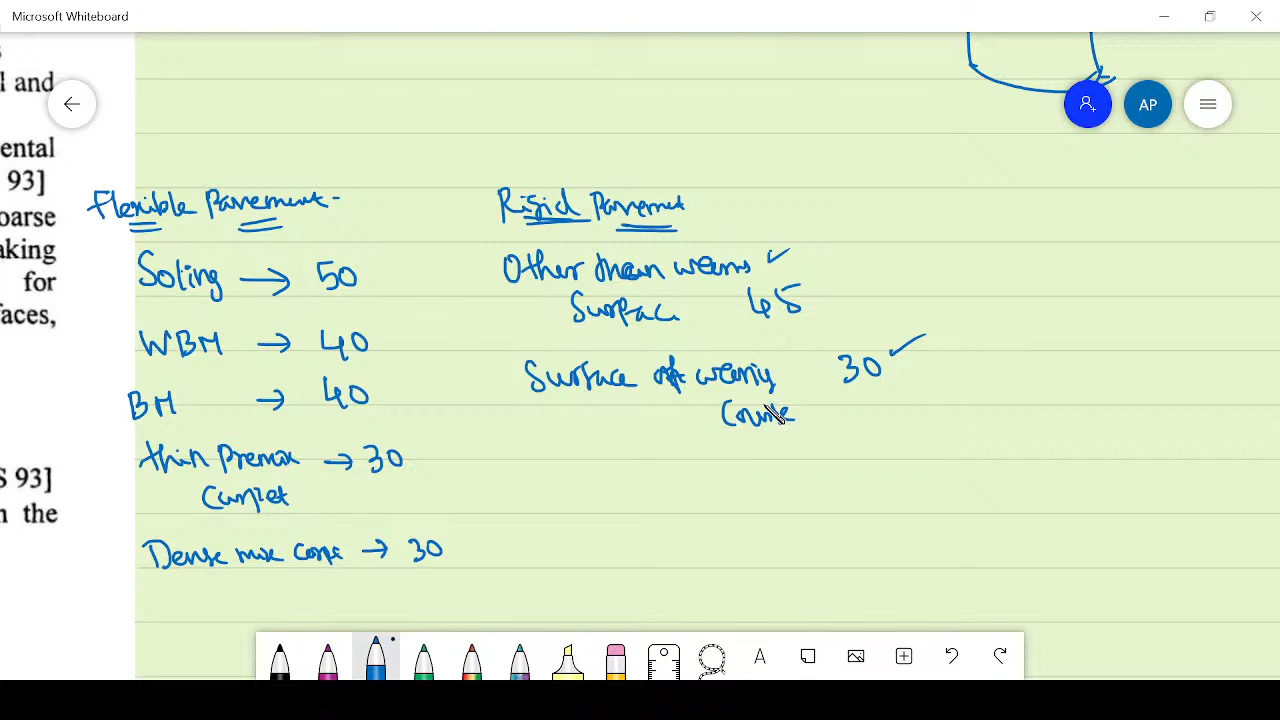 Microsoft Whiteboard
l and
ental
93]
oarse
aking
for
faces,
S 93]
n the
AP
Flexible Pavement -
Soling → 50
WBM → 40
BM → 40
thin Premix → 30
Carpet
Dense mix carpet → 30
Rigid Pavement
Other than wearing ✓
Surface 45
Surface of wearing 30 ✓
Course
A